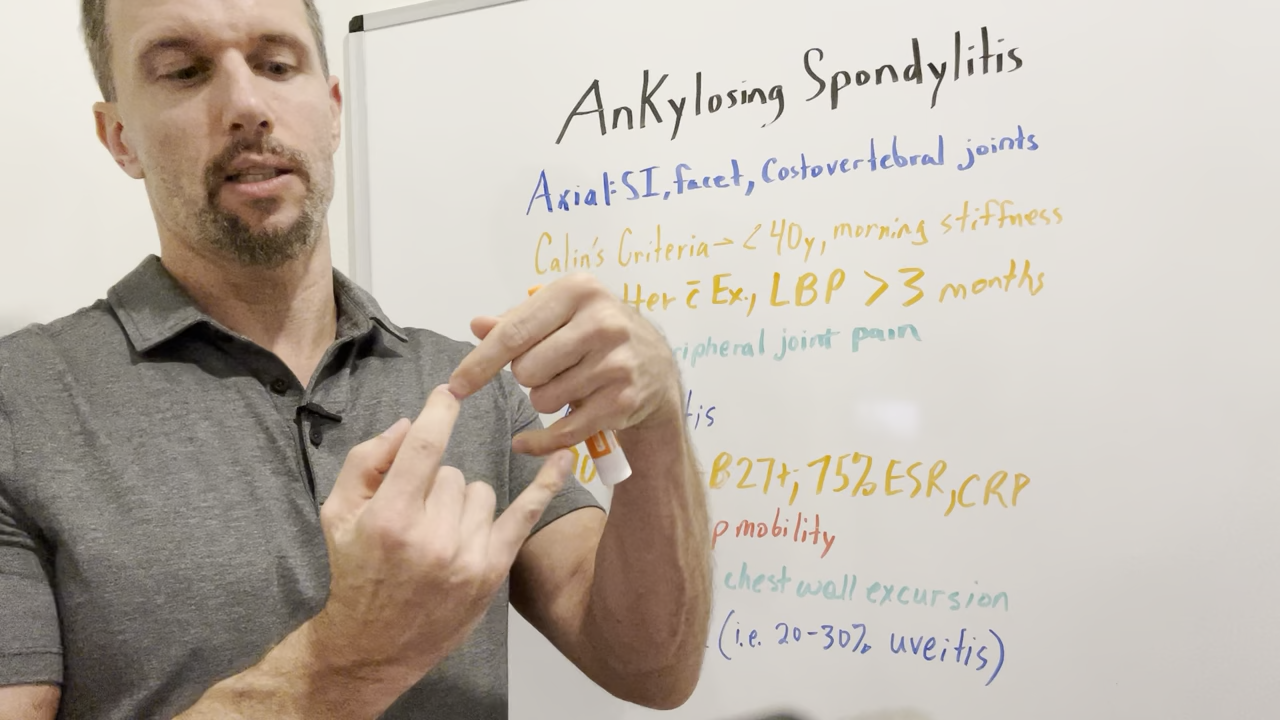 Ankylosing Spondylitis
Axial: SI, facet, Costovertebral joints
Calin's Criteria → < 40y, morning stiffness
tter c̄ Ex., LBP > 3 months
ripheral joint pain
tis
B27+; 75% ESR, CRP
p mobility
chest wall excursion
(i.e. 20-30% uveitis)